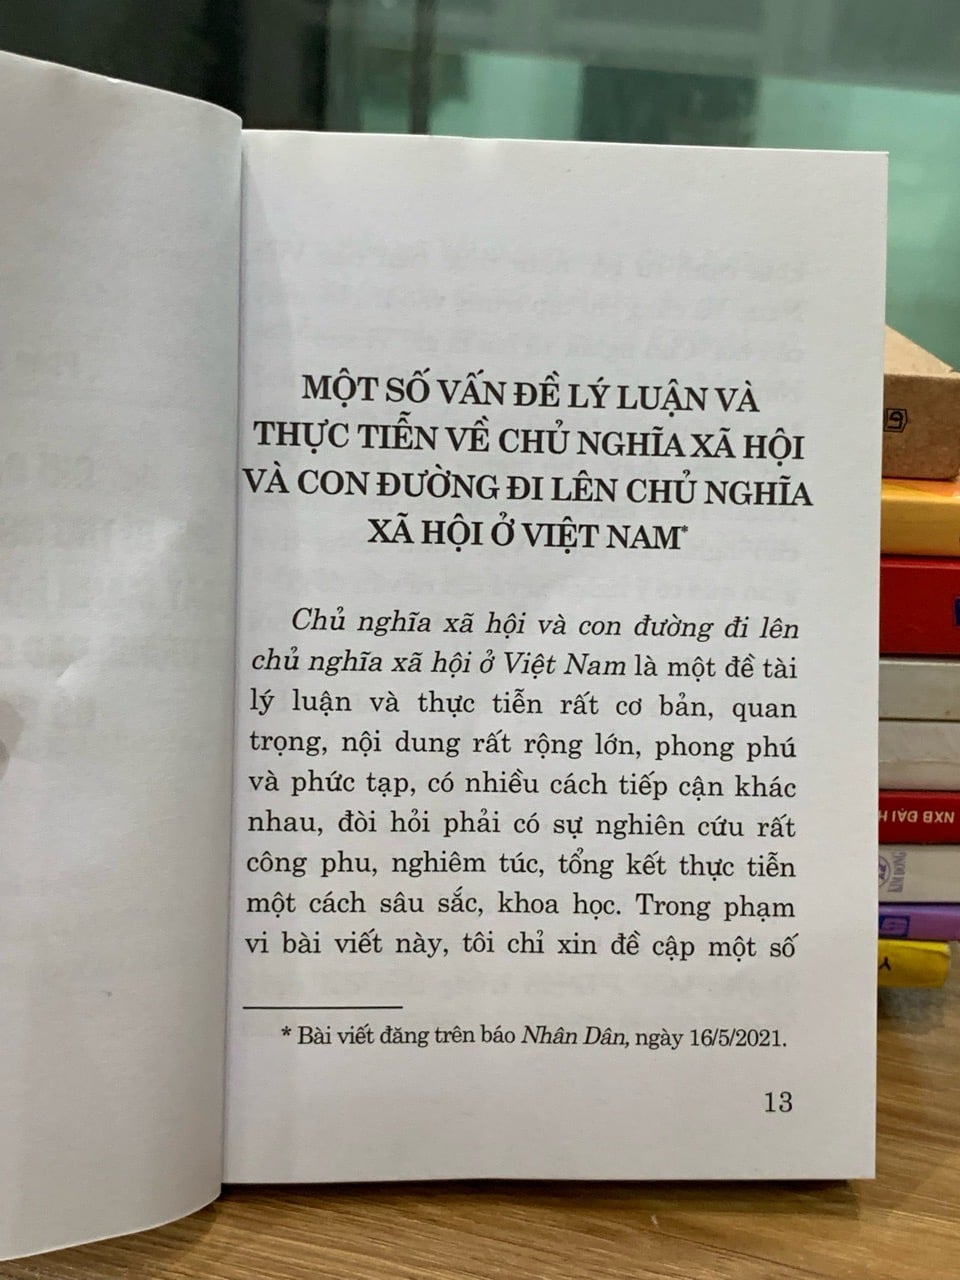 MỘT SỐ VẤN ĐỀ LÝ LUẬN VÀ
THỰC TIỄN VỀ CHỦ NGHĨA XÃ HỘI
VÀ CON ĐƯỜNG ĐI LÊN CHỦ NGHĨA
XÃ HỘI Ở VIỆT NAM*
Chủ nghĩa xã hội và con đường đi lên
chủ nghĩa xã hội ở Việt Nam là một đề tài
lý luận và thực tiễn rất cơ bản, quan
trọng, nội dung rất rộng lớn, phong phú
và phức tạp, có nhiều cách tiếp cận khác
nhau, đòi hỏi phải có sự nghiên cứu rất
công phu, nghiêm túc, tổng kết thực tiễn
một cách sâu sắc, khoa học. Trong phạm
vi bài viết này, tôi chỉ xin đề cập một số
* Bài viết đăng trên báo Nhân Dân, ngày 16/5/2021.
13
NXB ĐẠI H
KIM ĐỒNG